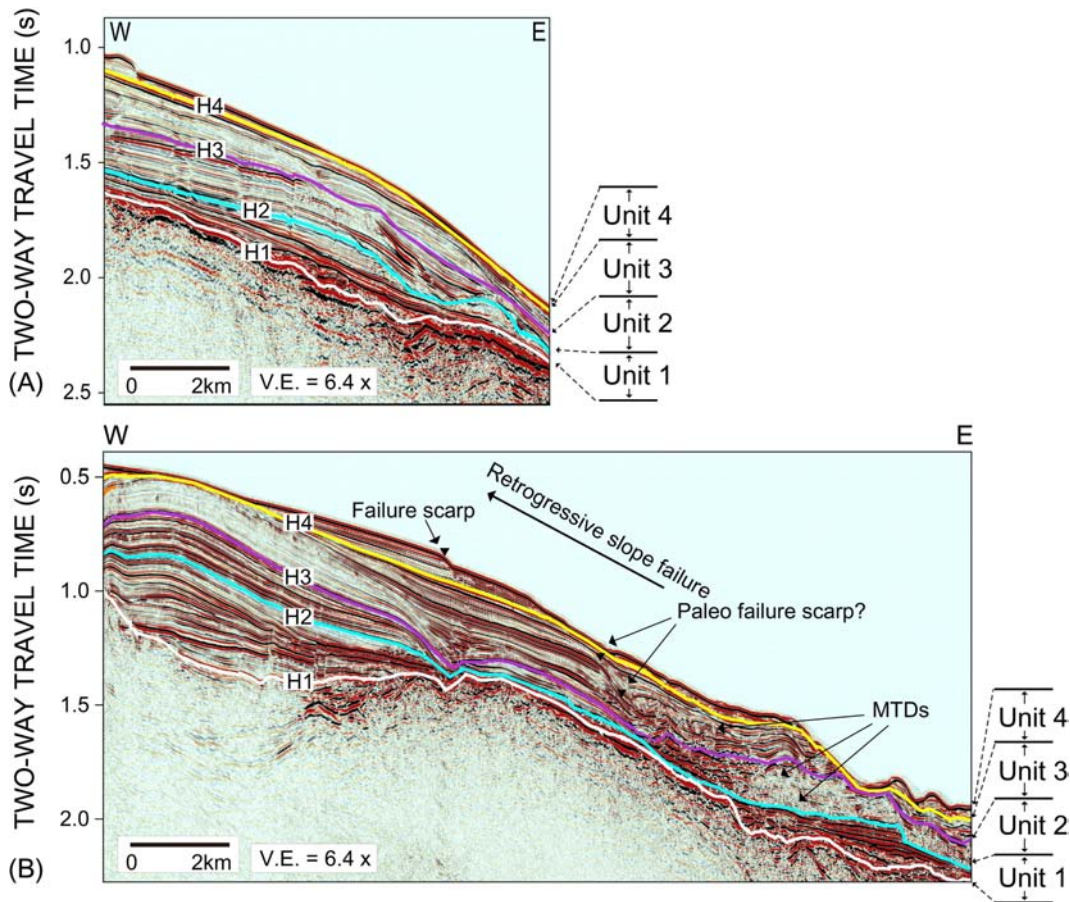 W
E
TWO-WAY TRAVEL TIME (s)
1.0
1.5
2.0
2.5
H4
H3
H2
H1
Unit 4
Unit 3
Unit 2
Unit 1
0 2km
V.E. = 6.4 x
(A)
W
E
TWO-WAY TRAVEL TIME (s)
0.5
1.0
1.5
2.0
Failure scarp
Retrogressive slope failure
H4
H3
H2
H1
Paleo failure scarp?
MTDs
Unit 4
Unit 3
Unit 2
Unit 1
0 2km
V.E. = 6.4 x
(B)